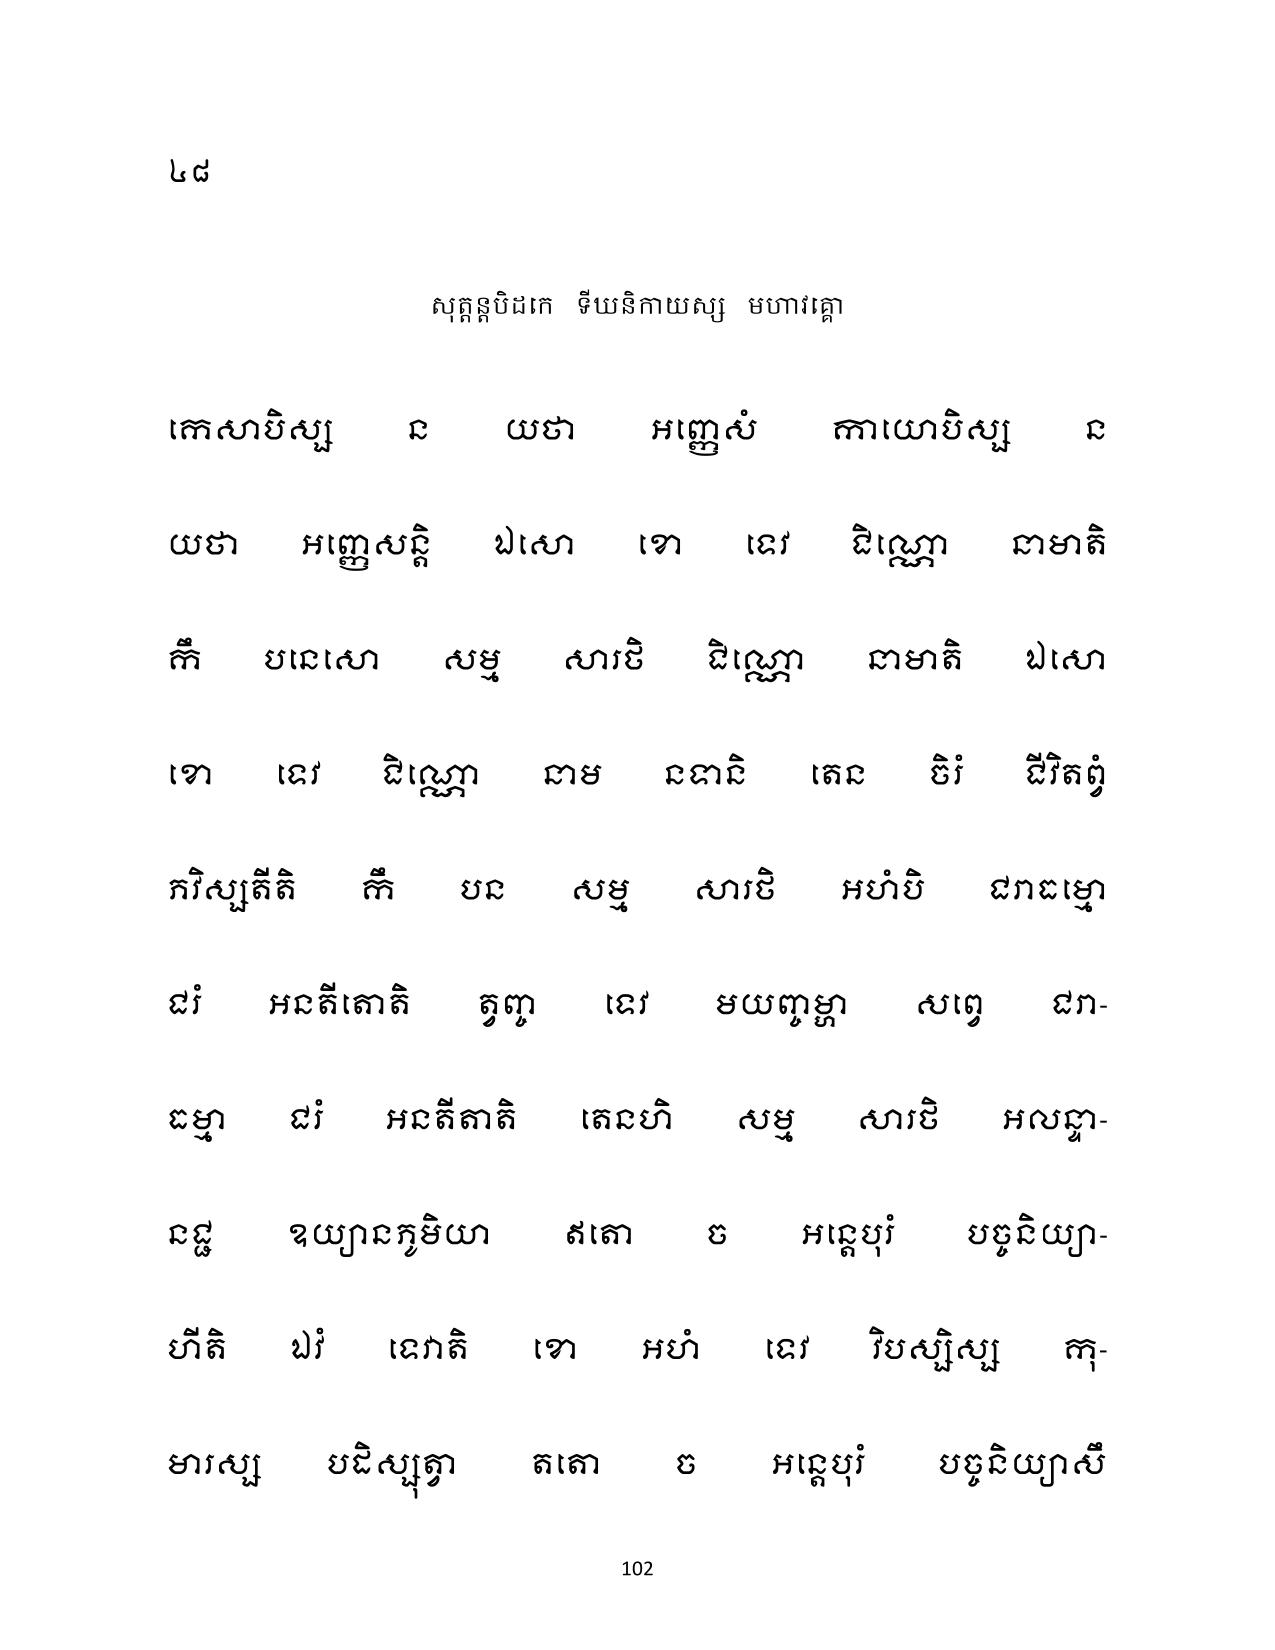 ៤៨
សុត្តន្តបិដកេ ទីឃនិកាយស្ស មហាវគ្គោ
កេសាបិស្ស ន យថា អញ្ញេសំ កាយោបិស្ស ន
យថា អញ្ញេសន្តិ ឯសោ ខោ ទេវ ជិណ្ណោ នាមាតិ
កឹ បនេសោ សម្ម សារថិ ជិណ្ណោ នាមាតិ ឯសោ
ខោ ទេវ ជិណ្ណោ នាម នទានិ តេន ចិរំ ជីវិតព្វំ
ភវិស្សតីតិ កឹ បន សម្ម សារថិ អហំបិ ជរាធម្មោ
ជរំ អនតីតោតិ ត្វញ្ច ទេវ មយញ្ចម្ហា សព្វេ ជរា-
ធម្មា ជរំ អនតីតាតិ តេនហិ សម្ម សារថិ អលន្ទា-
នជ្ជ ឧយ្យានភូមិយា ឥតោ ច អន្តេបុរំ បច្ចនិយ្យា-
ហីតិ ឯវំ ទេវាតិ ខោ អហំ ទេវ វិបស្សិស្ស កុ-
មារស្ស បដិស្សុត្វា តតោ ច អន្តេបុរំ បច្ចនិយ្យាសឹ
102